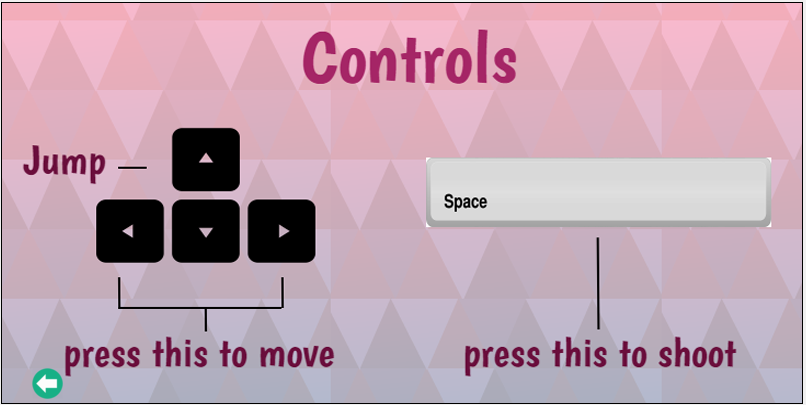 Controls
Jump
Space
press this to move
press this to shoot